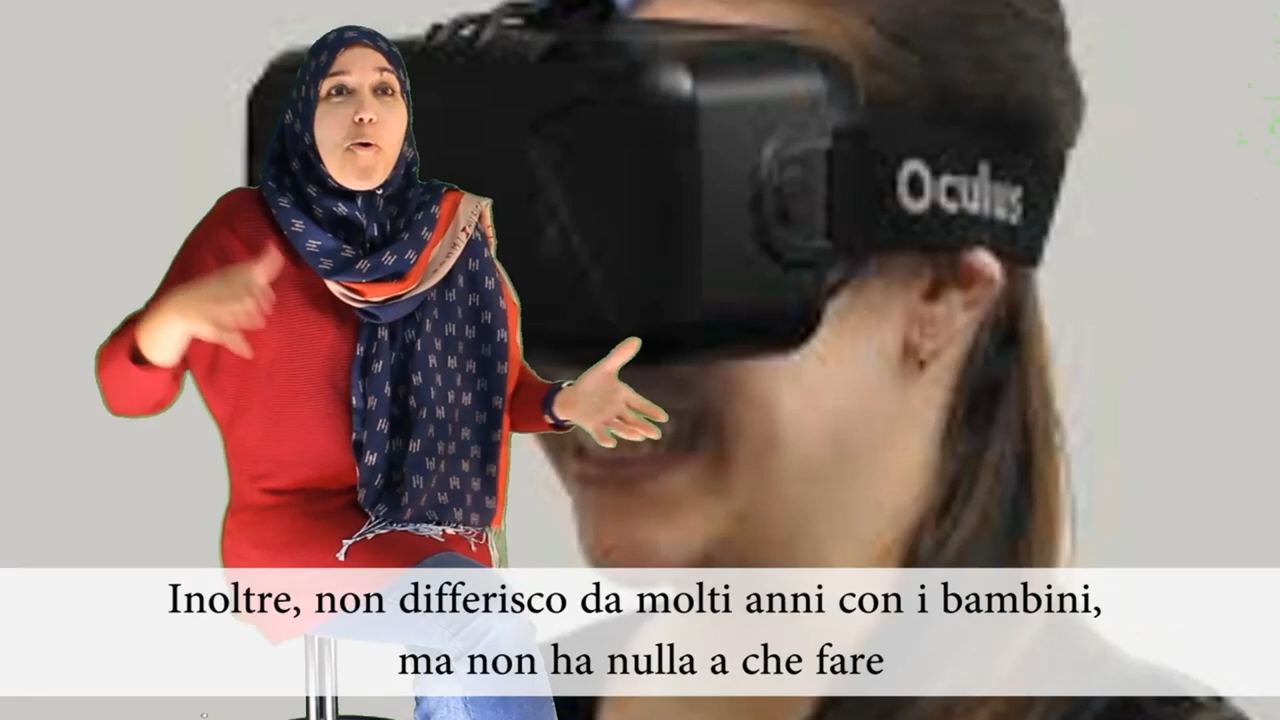 Oculus
Inoltre, non differisco da molti anni con i bambini,
ma non ha nulla a che fare